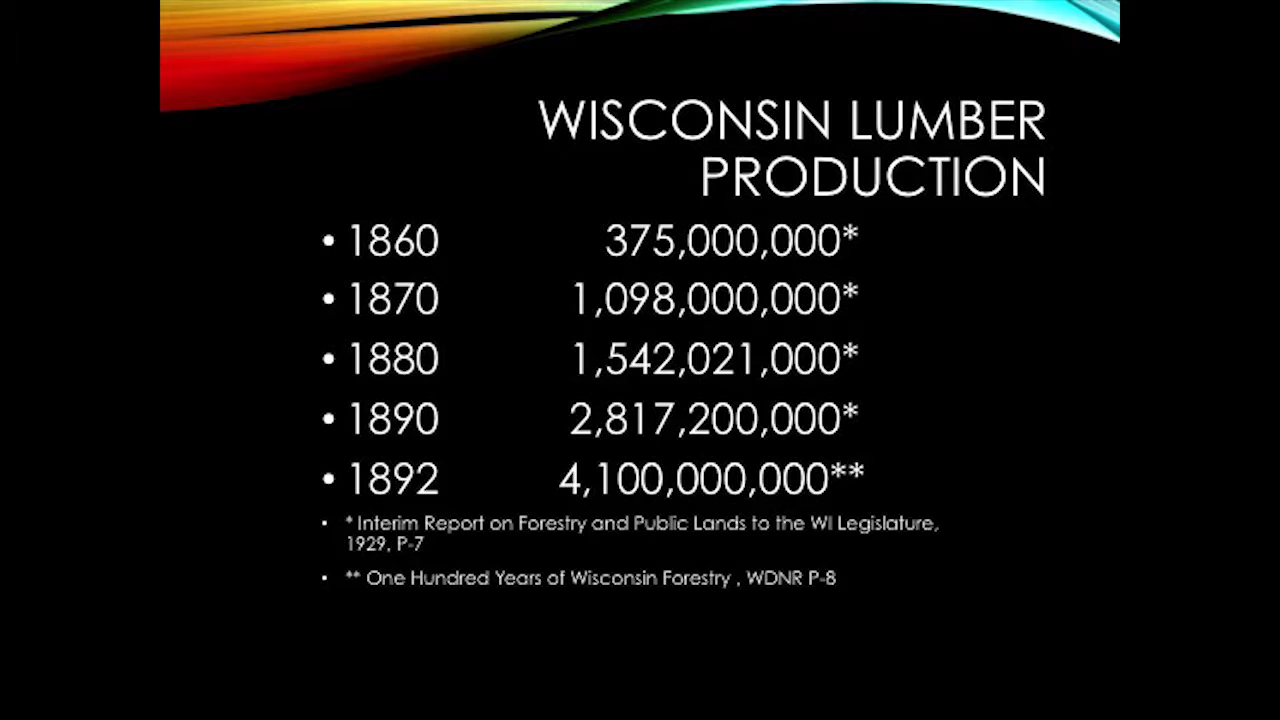 WISCONSIN LUMBER
PRODUCTION
• 1860 375,000,000*
• 1870 1,098,000,000*
• 1880 1,542,021,000*
• 1890 2,817,200,000*
• 1892 4,100,000,000**
• * Interim Report on Forestry and Public Lands to the WI Legislature,
1929, P-7
• ** One Hundred Years of Wisconsin Forestry , WDNR P-8